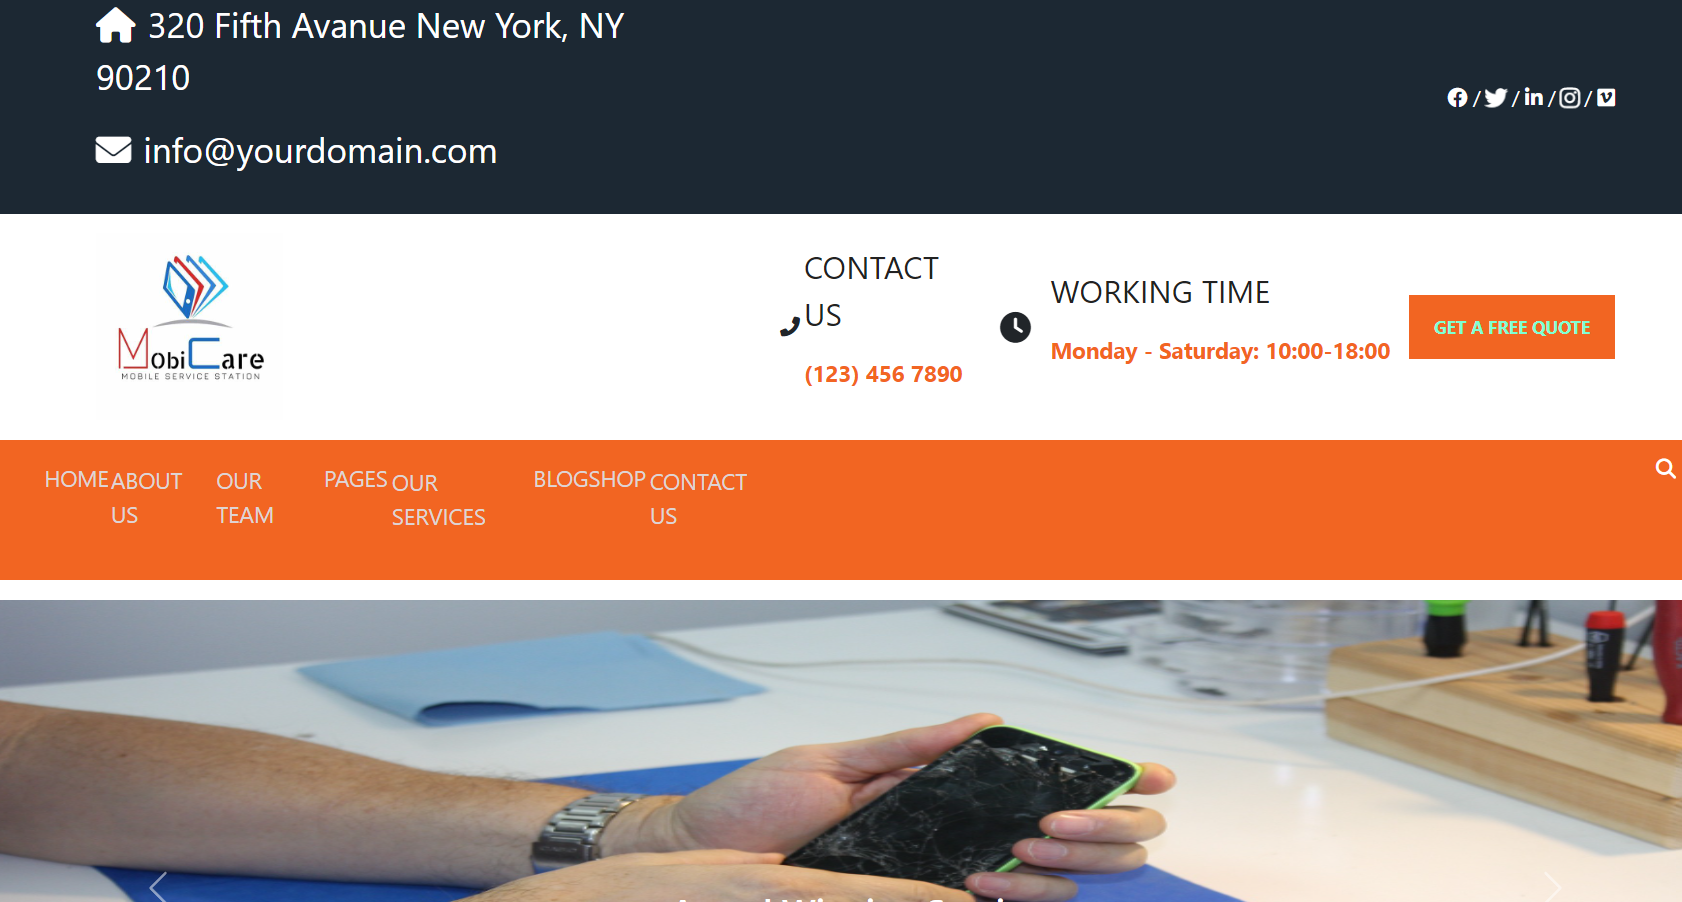 320 Fifth Avanue New York, NY
90210
info@yourdomain.com
MobiCare
MOBILE SERVICE STATION
CONTACT
US
(123) 456 7890
WORKING TIME
Monday - Saturday: 10:00-18:00
GET A FREE QUOTE
HOME
ABOUT
US
OUR
TEAM
PAGES
OUR
SERVICES
BLOG
SHOP
CONTACT
US